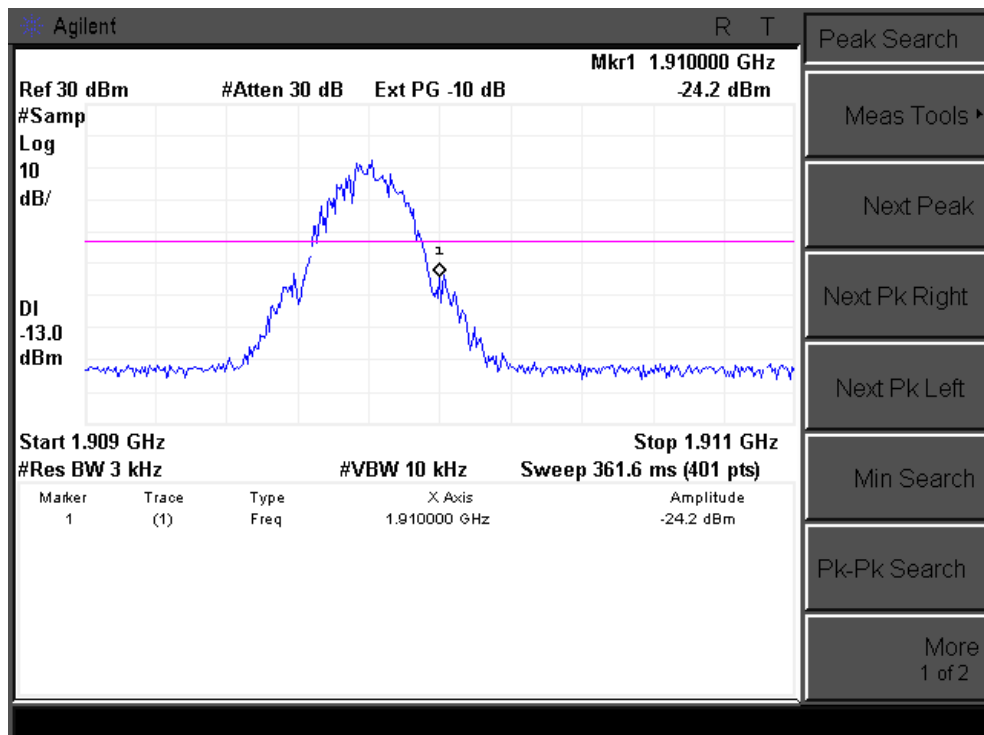 Agilent R T
Mkr1 1.910000 GHz
Ref 30 dBm #Atten 30 dB Ext PG -10 dB -24.2 dBm
#Samp
Log
10
dB/
1
DI
-13.0
dBm
Start 1.909 GHz Stop 1.911 GHz
#Res BW 3 kHz #VBW 10 kHz Sweep 361.6 ms (401 pts)
Marker Trace Type X Axis Amplitude
1 (1) Freq 1.910000 GHz -24.2 dBm
Peak Search
Meas Tools
Next Peak
Next Pk Right
Next Pk Left
Min Search
Pk-Pk Search
More
1 of 2